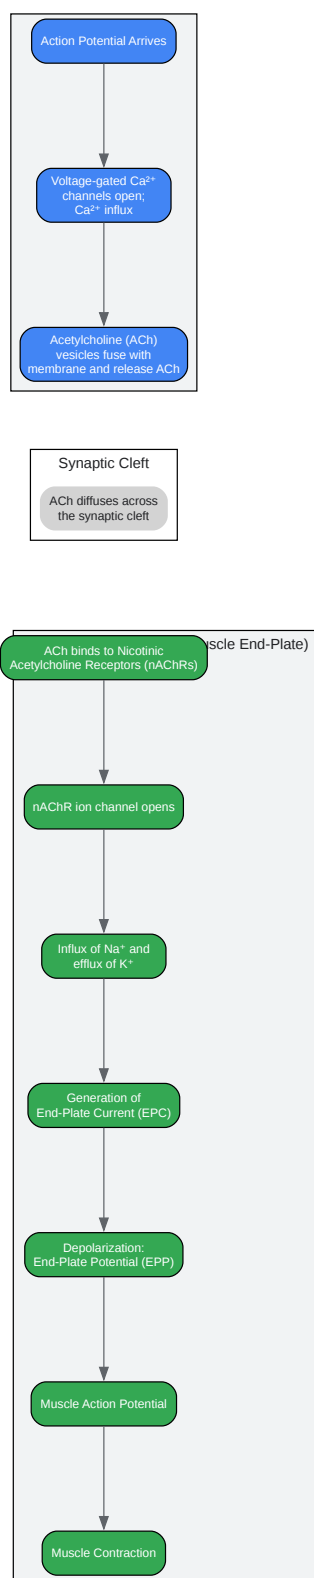 Action Potential Arrives
Voltage-gated Ca²⁺
channels open;
Ca²⁺ influx
Acetylcholine (ACh)
vesicles fuse with
membrane and release ACh
Synaptic Cleft
ACh diffuses across
the synaptic cleft
End-Plate)
ACh binds to Nicotinic
Acetylcholine Receptors (nAChRs)
nAChR ion channel opens
Influx of Na⁺ and
efflux of K⁺
Generation of
End-Plate Current (EPC)
Depolarization:
End-Plate Potential (EPP)
Muscle Action Potential
Muscle Contraction